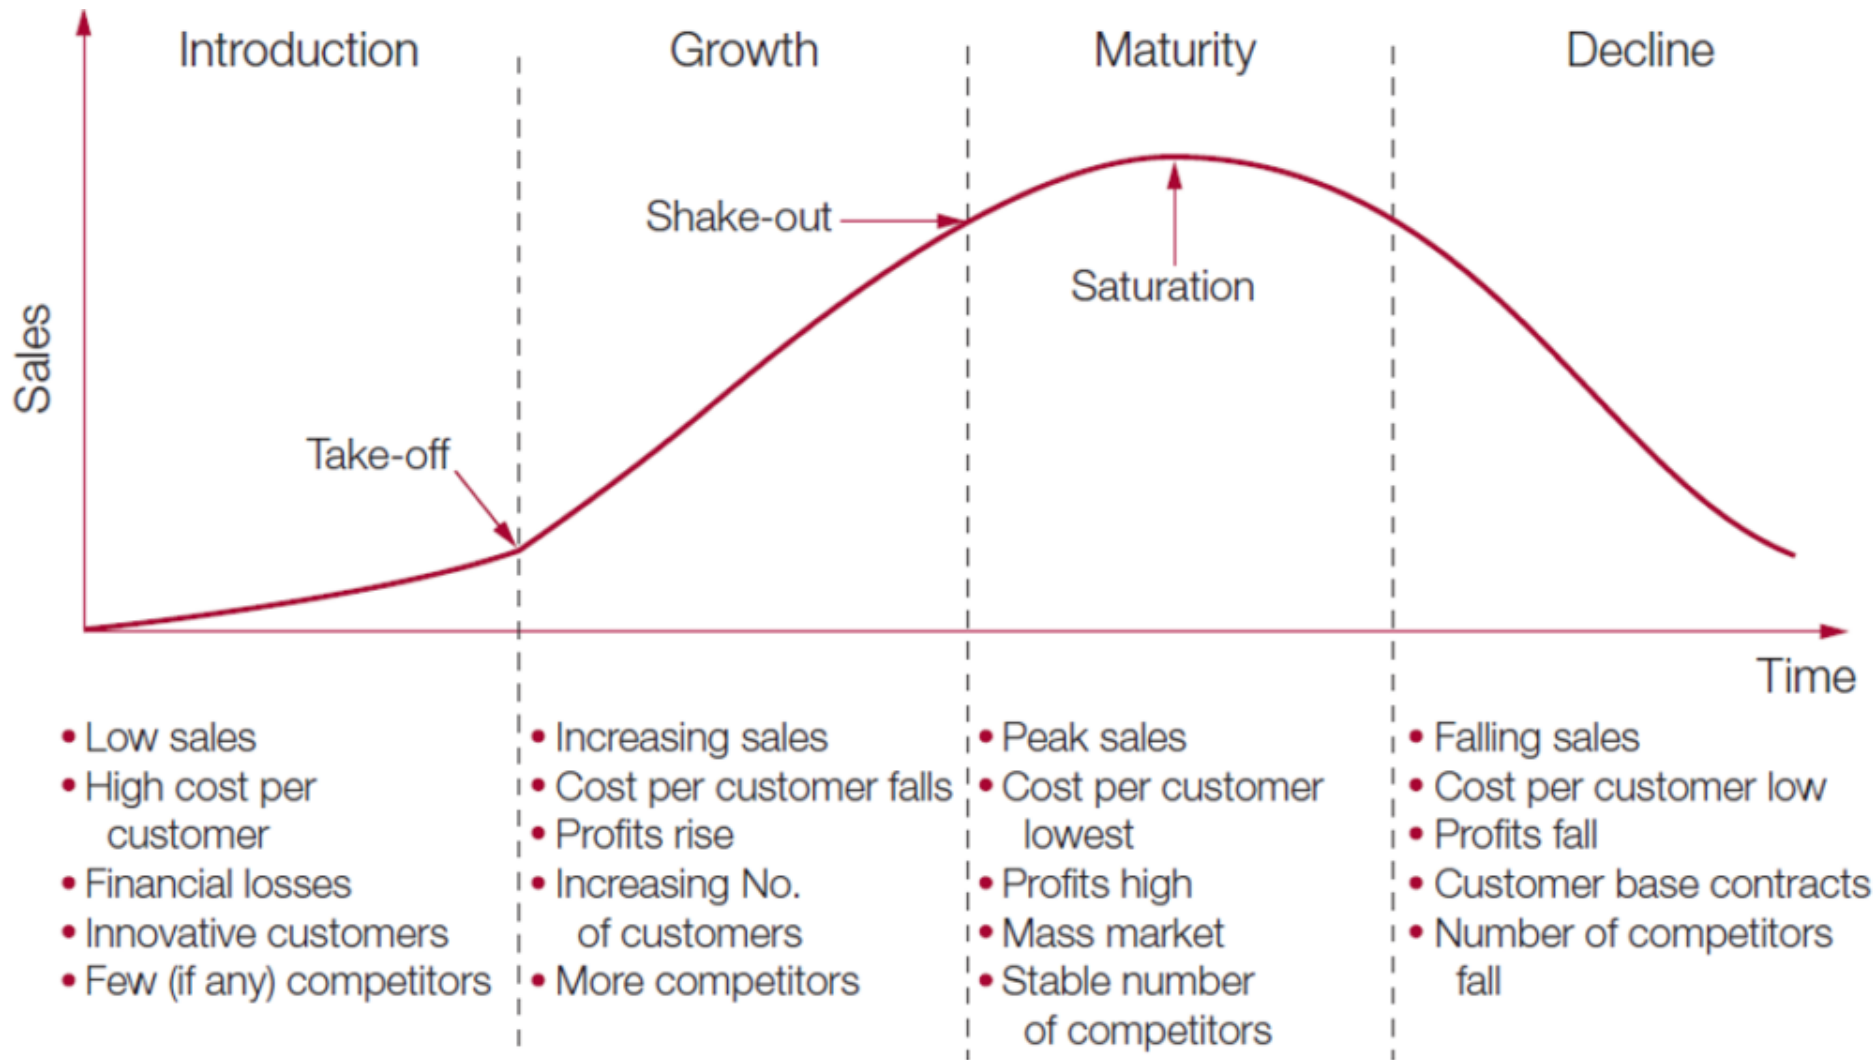 Introduction
Growth
Maturity
Decline
Shake-out
Saturation
Sales
Take-off
Time
• Low sales
• High cost per
customer
• Financial losses
• Innovative customers
• Few (if any) competitors
• Increasing sales
• Cost per customer falls
• Profits rise
• Increasing No.
of customers
• More competitors
• Peak sales
• Cost per customer
lowest
• Profits high
• Mass market
• Stable number
of competitors
• Falling sales
• Cost per customer low
• Profits fall
• Customer base contracts
• Number of competitors
fall